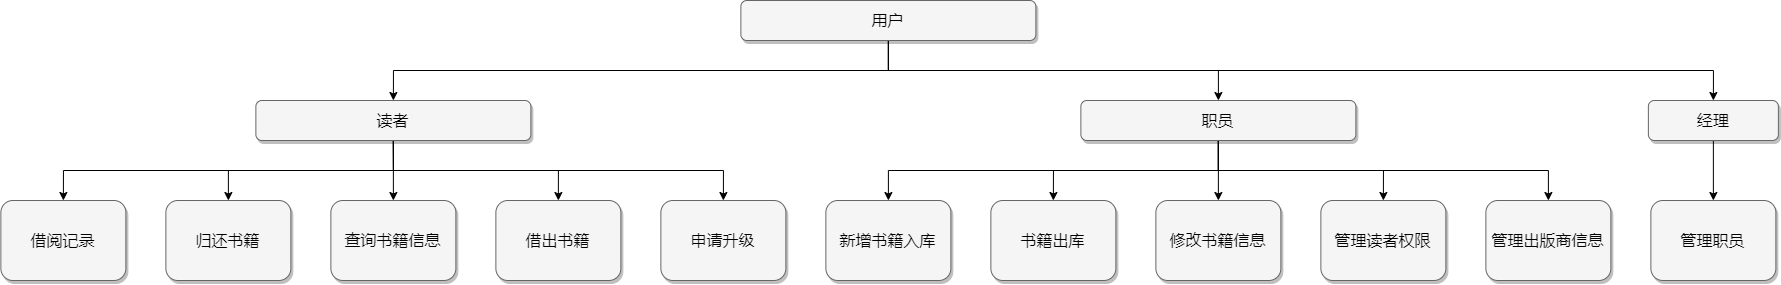 用户
读者
职员
经理
借阅记录
归还书籍
查询书籍信息
借出书籍
申请升级
新增书籍入库
书籍出库
修改书籍信息
管理读者权限
管理出版商信息
管理职员